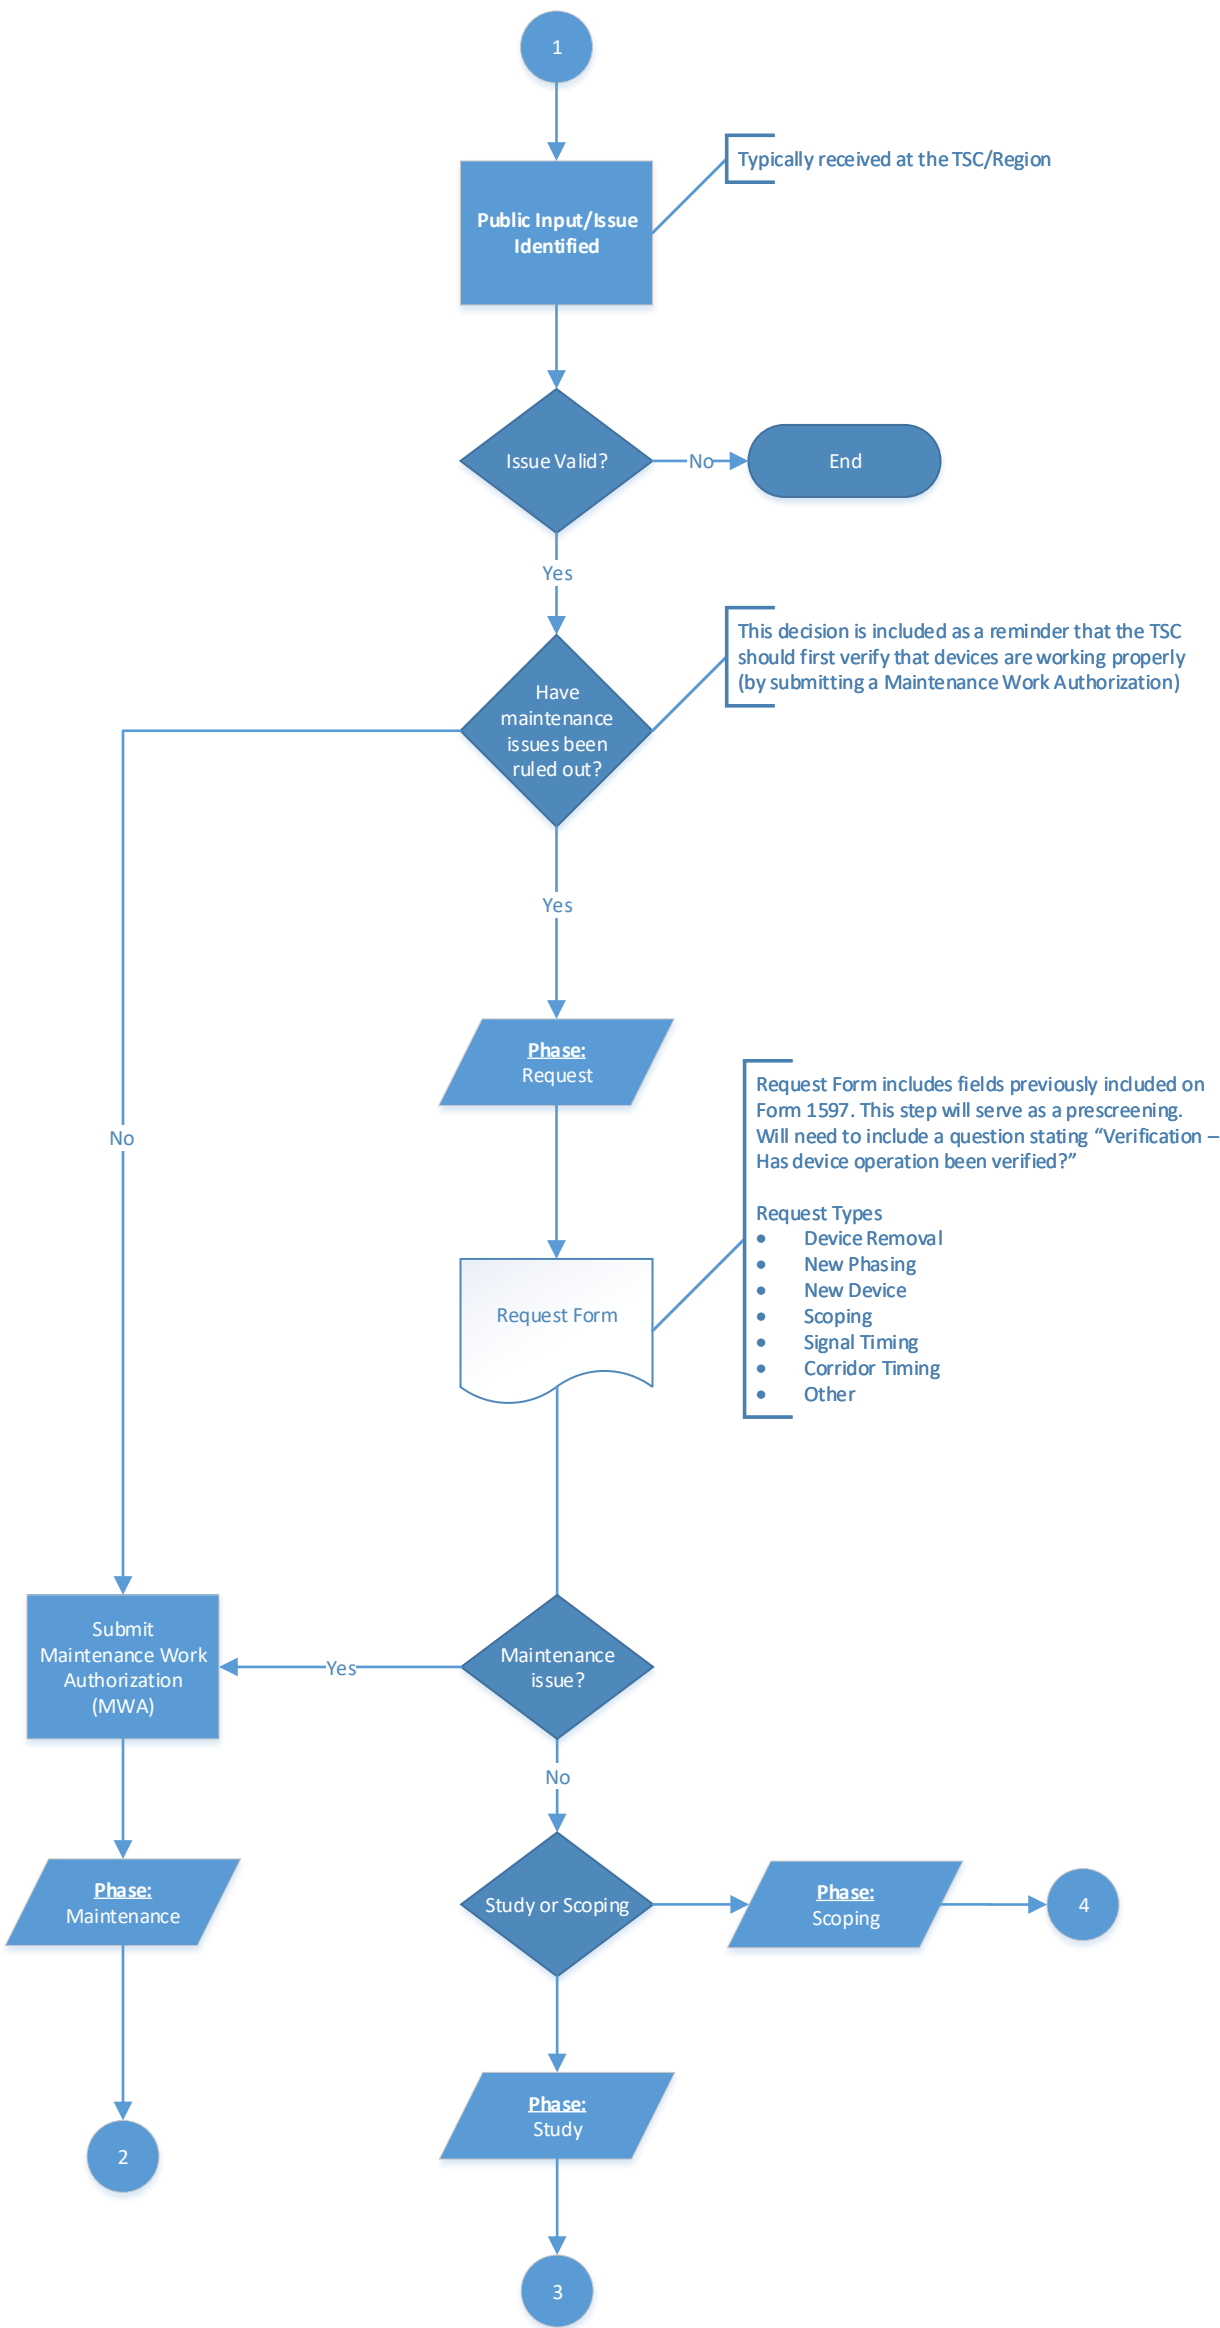 1
Typically received at the TSC/Region
Public Input/Issue
Identified
Issue Valid?
No
End
Yes
This decision is included as a reminder that the TSC
should first verify that devices are working properly
(by submitting a Maintenance Work Authorization)
Have
maintenance
issues been
ruled out?
Yes
Phase:
Request
Request Form includes fields previously included on
Form 1597. This step will serve as a prescreening.
Will need to include a question stating “Verification –
Has device operation been verified?”
No
Request Types
• Device Removal
• New Phasing
• New Device
• Scoping
• Signal Timing
• Corridor Timing
• Other
Request Form
Submit
Maintenance Work
Authorization
(MWA)
Yes
Maintenance
issue?
No
Phase:
Maintenance
Study or Scoping
Phase:
Scoping
4
Phase:
Study
2
3